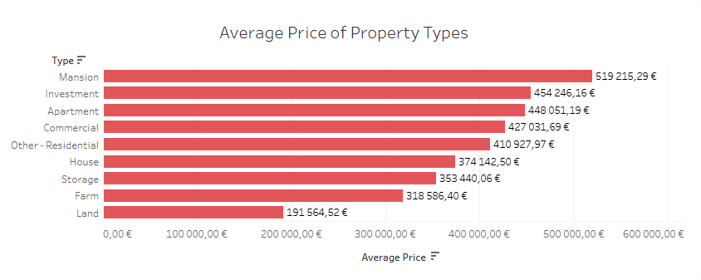 Average Price of Property Types
Type
Mansion 519 215,29 €
Investment 454 246,16 €
Apartment 448 051,19 €
Commercial 427 031,69 €
Other - Residential 410 927,97 €
House 374 142,50 €
Storage 353 440,06 €
Farm 318 586,40 €
Land 191 564,52 €
0,00 € 100 000,00 € 200 000,00 € 300 000,00 € 400 000,00 € 500 000,00 € 600 000,00 €
Average Price